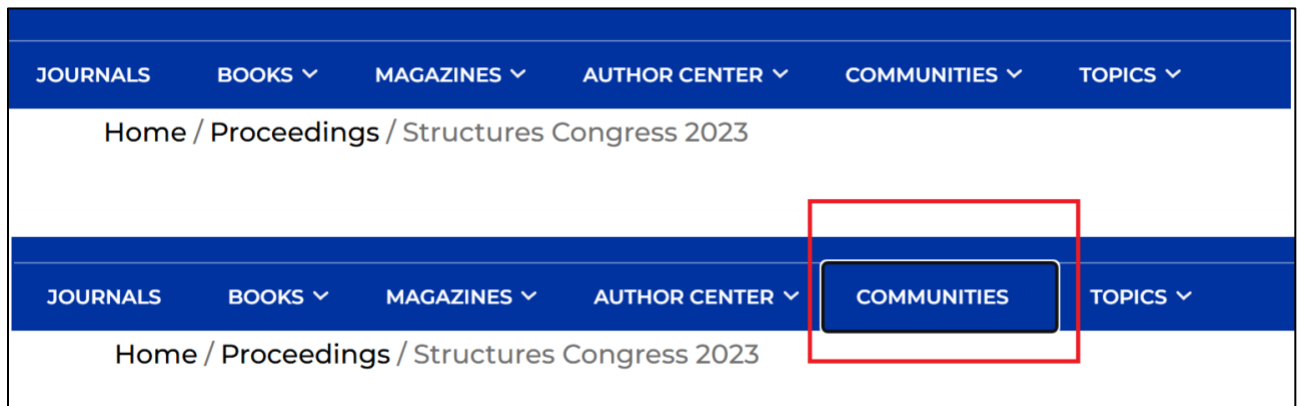 JOURNALS BOOKS MAGAZINES AUTHOR CENTER COMMUNITIES TOPICS
Home / Proceedings / Structures Congress 2023
JOURNALS BOOKS MAGAZINES AUTHOR CENTER COMMUNITIES TOPICS
Home / Proceedings / Structures Congress 2023